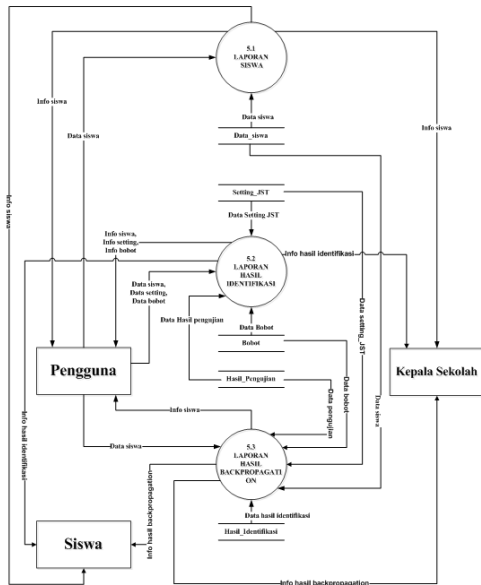 5.1
LAPORAN
SISWA
Info siswa
Data siswa
Data siswa
Data_siswa
Info siswa
Info siswa
Setting_JST
Data Setting JST
Info siswa,
Info setting,
Info bobot
5.2
LAPORAN
HASIL
IDENTIFIKASI
Info hasil identifikasi
Data siswa,
Data setting,
Data bobot
Data Hasil pengujian
Data Bobot
Bobot
Data setting_JST
Pengguna
Hasil_Pengujian
Kepala Sekolah
Data bobot
Data pengujian
Data siswa
Info siswa
Data siswa
5.3
LAPORAN
HASIL
BACKPROPAGATI
ON
Info hasil identifikasi
Info hasil backpropagation
Data hasil identifikasi
Hasil_Identifikasi
Siswa
Info hasil backpropagation